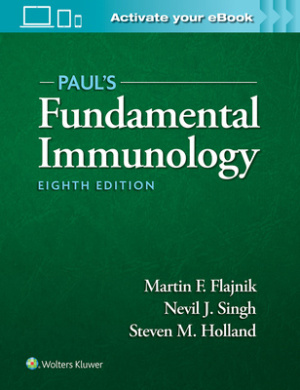 Activate your eBook
PAUL'S
Fundamental
Immunology
EIGHTH EDITION
Martin F. Flajnik
Nevil J. Singh
Steven M. Holland
Wolters Kluwer